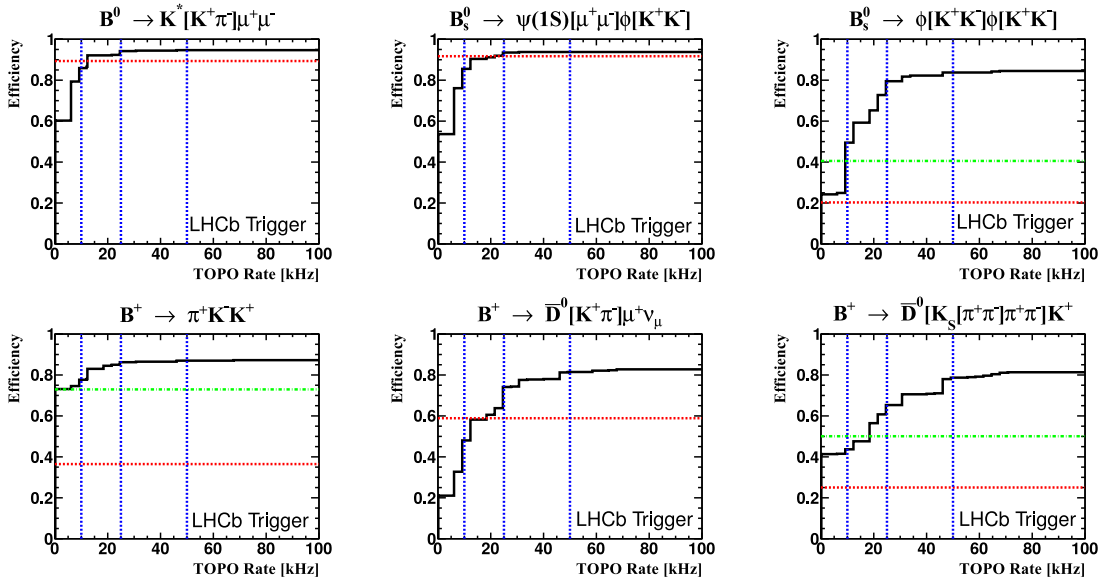 B⁰ → K*[K⁺π⁻]μ⁺μ⁻
Efficiency
1
0.8
0.6
0.4
0.2
0
LHCb Trigger
0 20 40 60 80 100
TOPO Rate [kHz]
B⁰ₛ → ψ(1S)[μ⁺μ⁻]φ[K⁺K⁻]
Efficiency
1
0.8
0.6
0.4
0.2
0
LHCb Trigger
0 20 40 60 80 100
TOPO Rate [kHz]
B⁰ₛ → φ[K⁺K⁻]φ[K⁺K⁻]
Efficiency
1
0.8
0.6
0.4
0.2
0
LHCb Trigger
0 20 40 60 80 100
TOPO Rate [kHz]
B⁺ → π⁺K⁻K⁺
Efficiency
1
0.8
0.6
0.4
0.2
0
LHCb Trigger
0 20 40 60 80 100
TOPO Rate [kHz]
B⁺ → D̅⁰[K⁺π⁻]μ⁺ν_μ
Efficiency
1
0.8
0.6
0.4
0.2
0
LHCb Trigger
0 20 40 60 80 100
TOPO Rate [kHz]
B⁺ → D̅⁰[K_S[π⁺π⁻]π⁺π⁻]K⁺
Efficiency
1
0.8
0.6
0.4
0.2
0
LHCb Trigger
0 20 40 60 80 100
TOPO Rate [kHz]